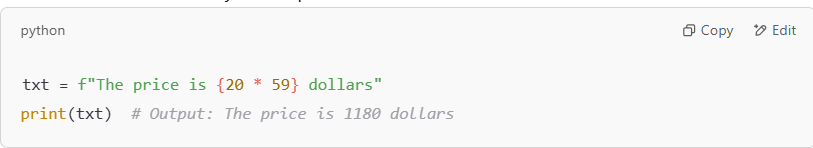 python
Copy
Edit
txt = f"The price is {20 * 59} dollars"
print(txt)  # Output: The price is 1180 dollars